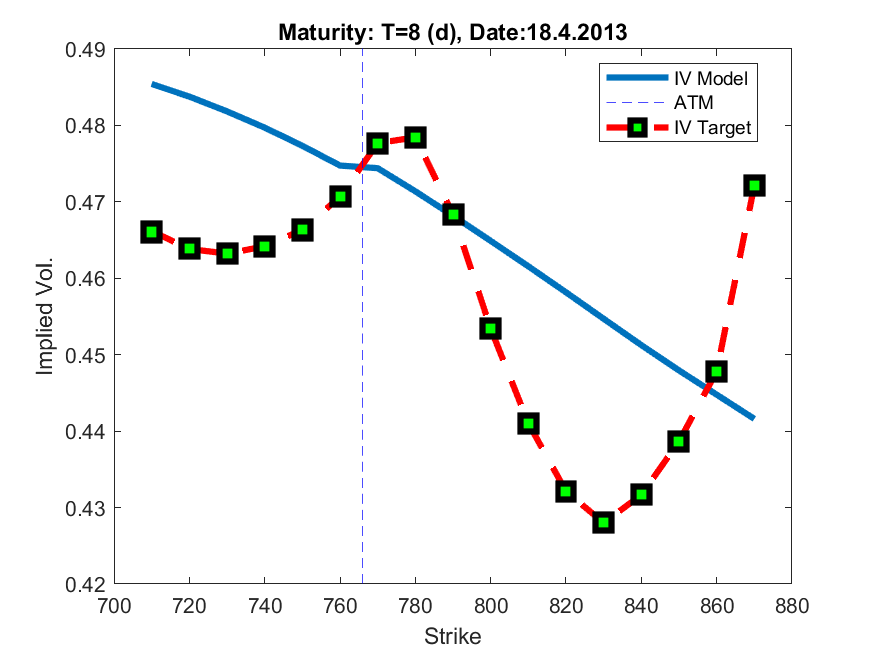 Maturity: T=8 (d), Date:18.4.2013
0.49
0.48
0.47
0.46
0.45
0.44
0.43
0.42
Implied Vol.
IV Model
ATM
IV Target
700 720 740 760 780 800 820 840 860 880
Strike